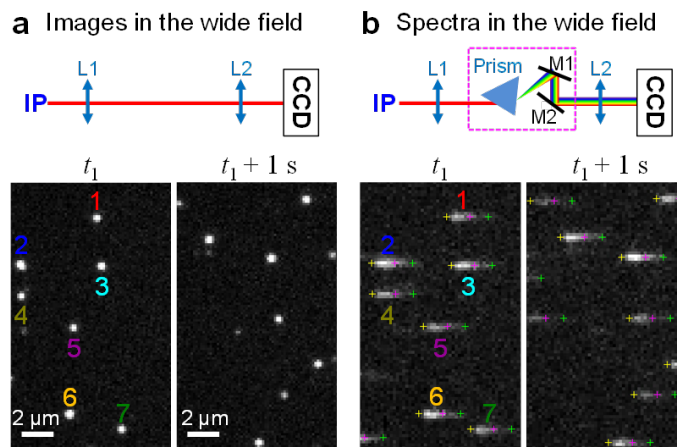 a Images in the wide field
L1
L2
IP
CCD
t1
t1 + 1 s
1
2
3
4
5
6
7
2 μm
2 μm
b Spectra in the wide field
L1
Prism
M1
L2
IP
M2
CCD
t1
t1 + 1 s
1
2
3
4
5
6
7